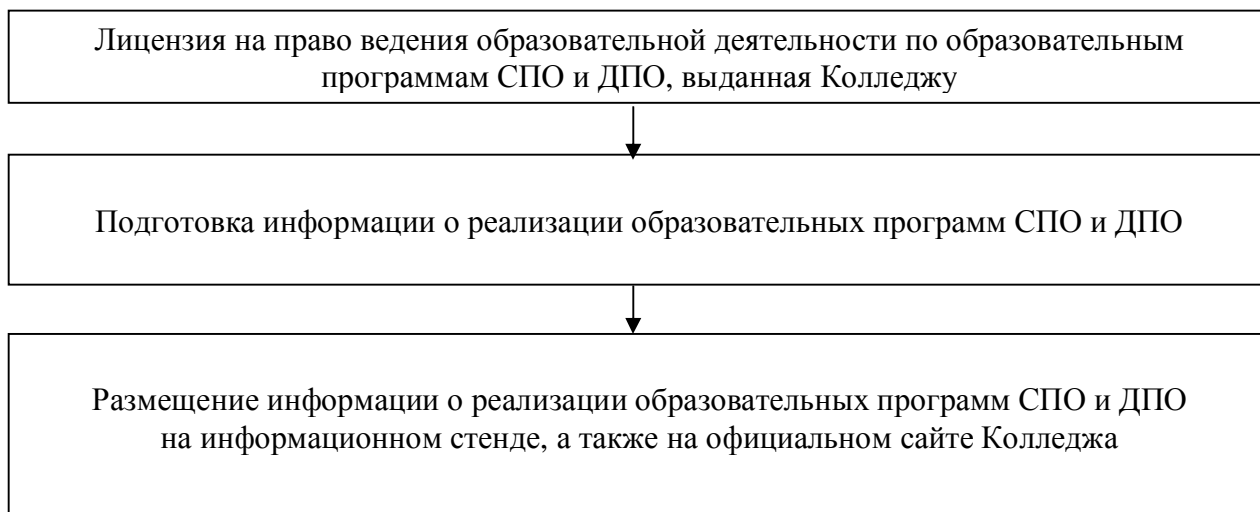 Лицензия на право ведения образовательной деятельности по образовательным
программам СПО и ДПО, выданная Колледжу
Подготовка информации о реализации образовательных программ СПО и ДПО
Размещение информации о реализации образовательных программ СПО и ДПО
на информационном стенде, а также на официальном сайте Колледжа